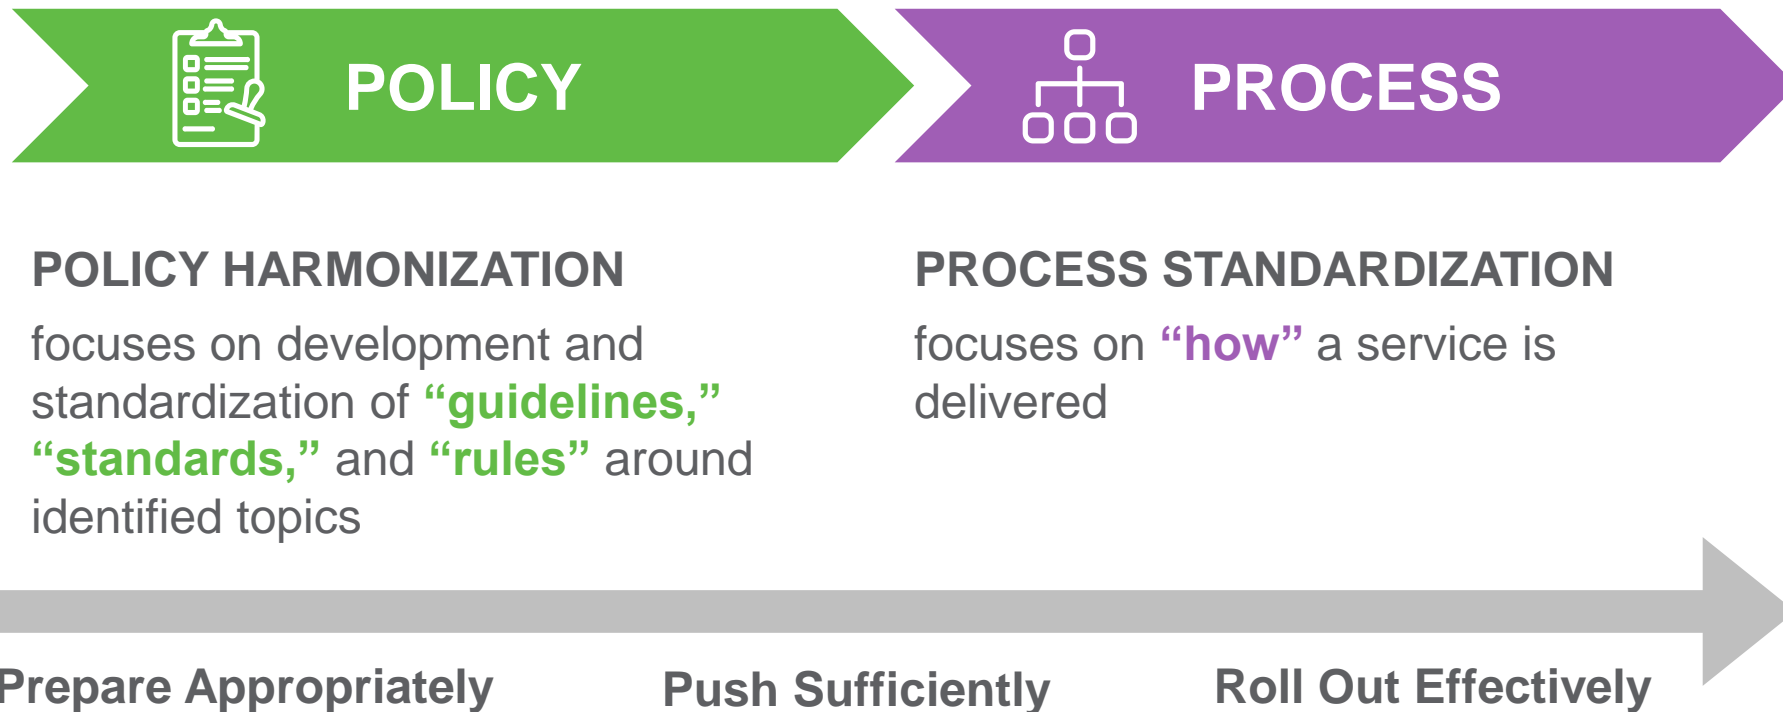 POLICY
PROCESS
POLICY HARMONIZATION
focuses on development and
standardization of “guidelines,”
“standards,” and “rules” around
identified topics
PROCESS STANDARDIZATION
focuses on “how” a service is
delivered
Prepare Appropriately
Push Sufficiently
Roll Out Effectively